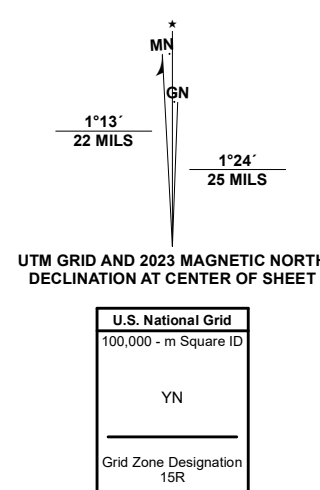 ★
MN
GN
1°13´
22 MILS
1°24´
25 MILS
UTM GRID AND 2023 MAGNETIC NORTH
DECLINATION AT CENTER OF SHEET
U.S. National Grid
100,000 - m Square ID
YN
Grid Zone Designation
15R